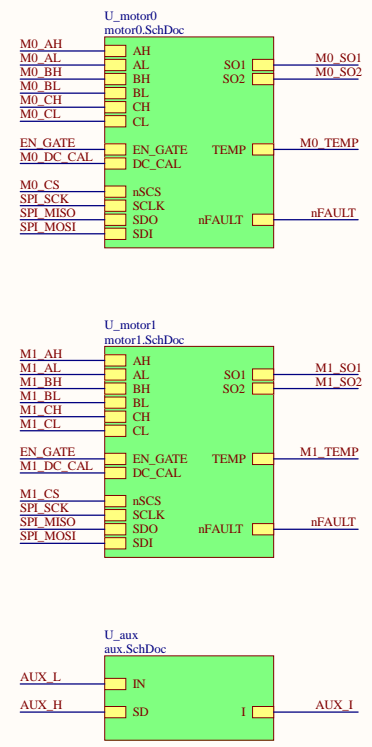 U_motor0
motor0.SchDoc
M0_AH AH
M0_AL AL SO1 M0_SO1
M0_BH BH SO2 M0_SO2
M0_BL BL
M0_CH CH
M0_CL CL
EN_GATE EN_GATE TEMP M0_TEMP
M0_DC_CAL DC_CAL
M0_CS nSCS
SPI_SCK SCLK
SPI_MISO SDO nFAULT nFAULT
SPI_MOSI SDI
U_motor1
motor1.SchDoc
M1_AH AH
M1_AL AL SO1 M1_SO1
M1_BH BH SO2 M1_SO2
M1_BL BL
M1_CH CH
M1_CL CL
EN_GATE EN_GATE TEMP M1_TEMP
M1_DC_CAL DC_CAL
M1_CS nSCS
SPI_SCK SCLK
SPI_MISO SDO nFAULT nFAULT
SPI_MOSI SDI
U_aux
aux.SchDoc
AUX_L IN
AUX_H SD I AUX_I